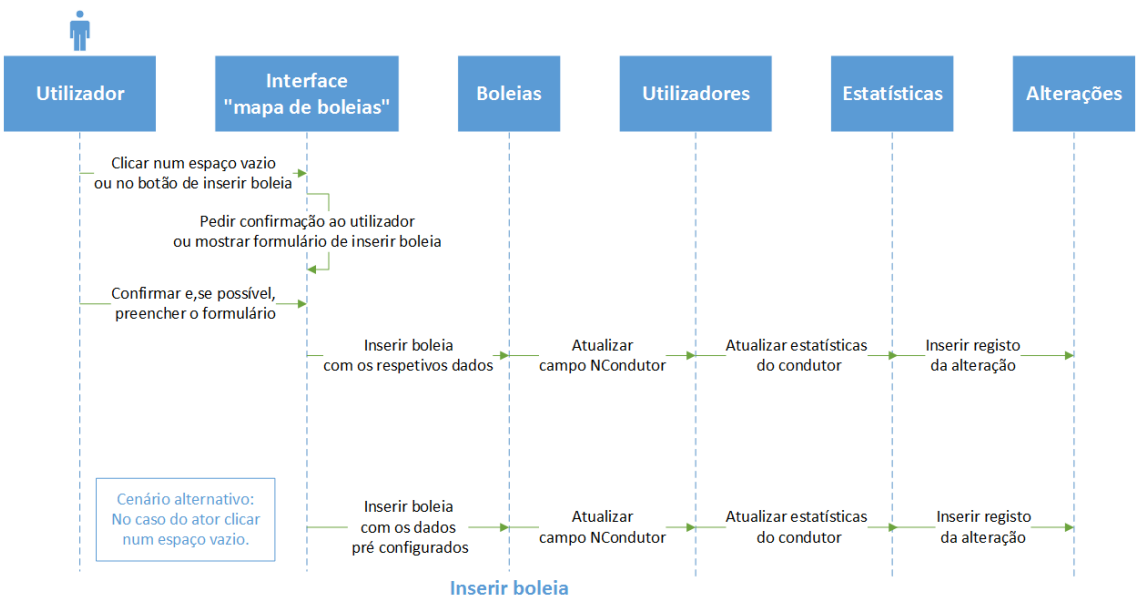 Utilizador
Interface
"mapa de boleias"
Boleias
Utilizadores
Estatísticas
Alterações
Clicar num espaço vazio
ou no botão de inserir boleia
Pedir confirmação ao utilizador
ou mostrar formulário de inserir boleia
Confirmar e,se possível,
preencher o formulário
Inserir boleia
com os respetivos dados
Atualizar
campo NCondutor
Atualizar estatísticas
do condutor
Inserir registo
da alteração
Cenário alternativo:
No caso do ator clicar
num espaço vazio.
Inserir boleia
com os dados
pré configurados
Atualizar
campo NCondutor
Atualizar estatísticas
do condutor
Inserir registo
da alteração
Inserir boleia